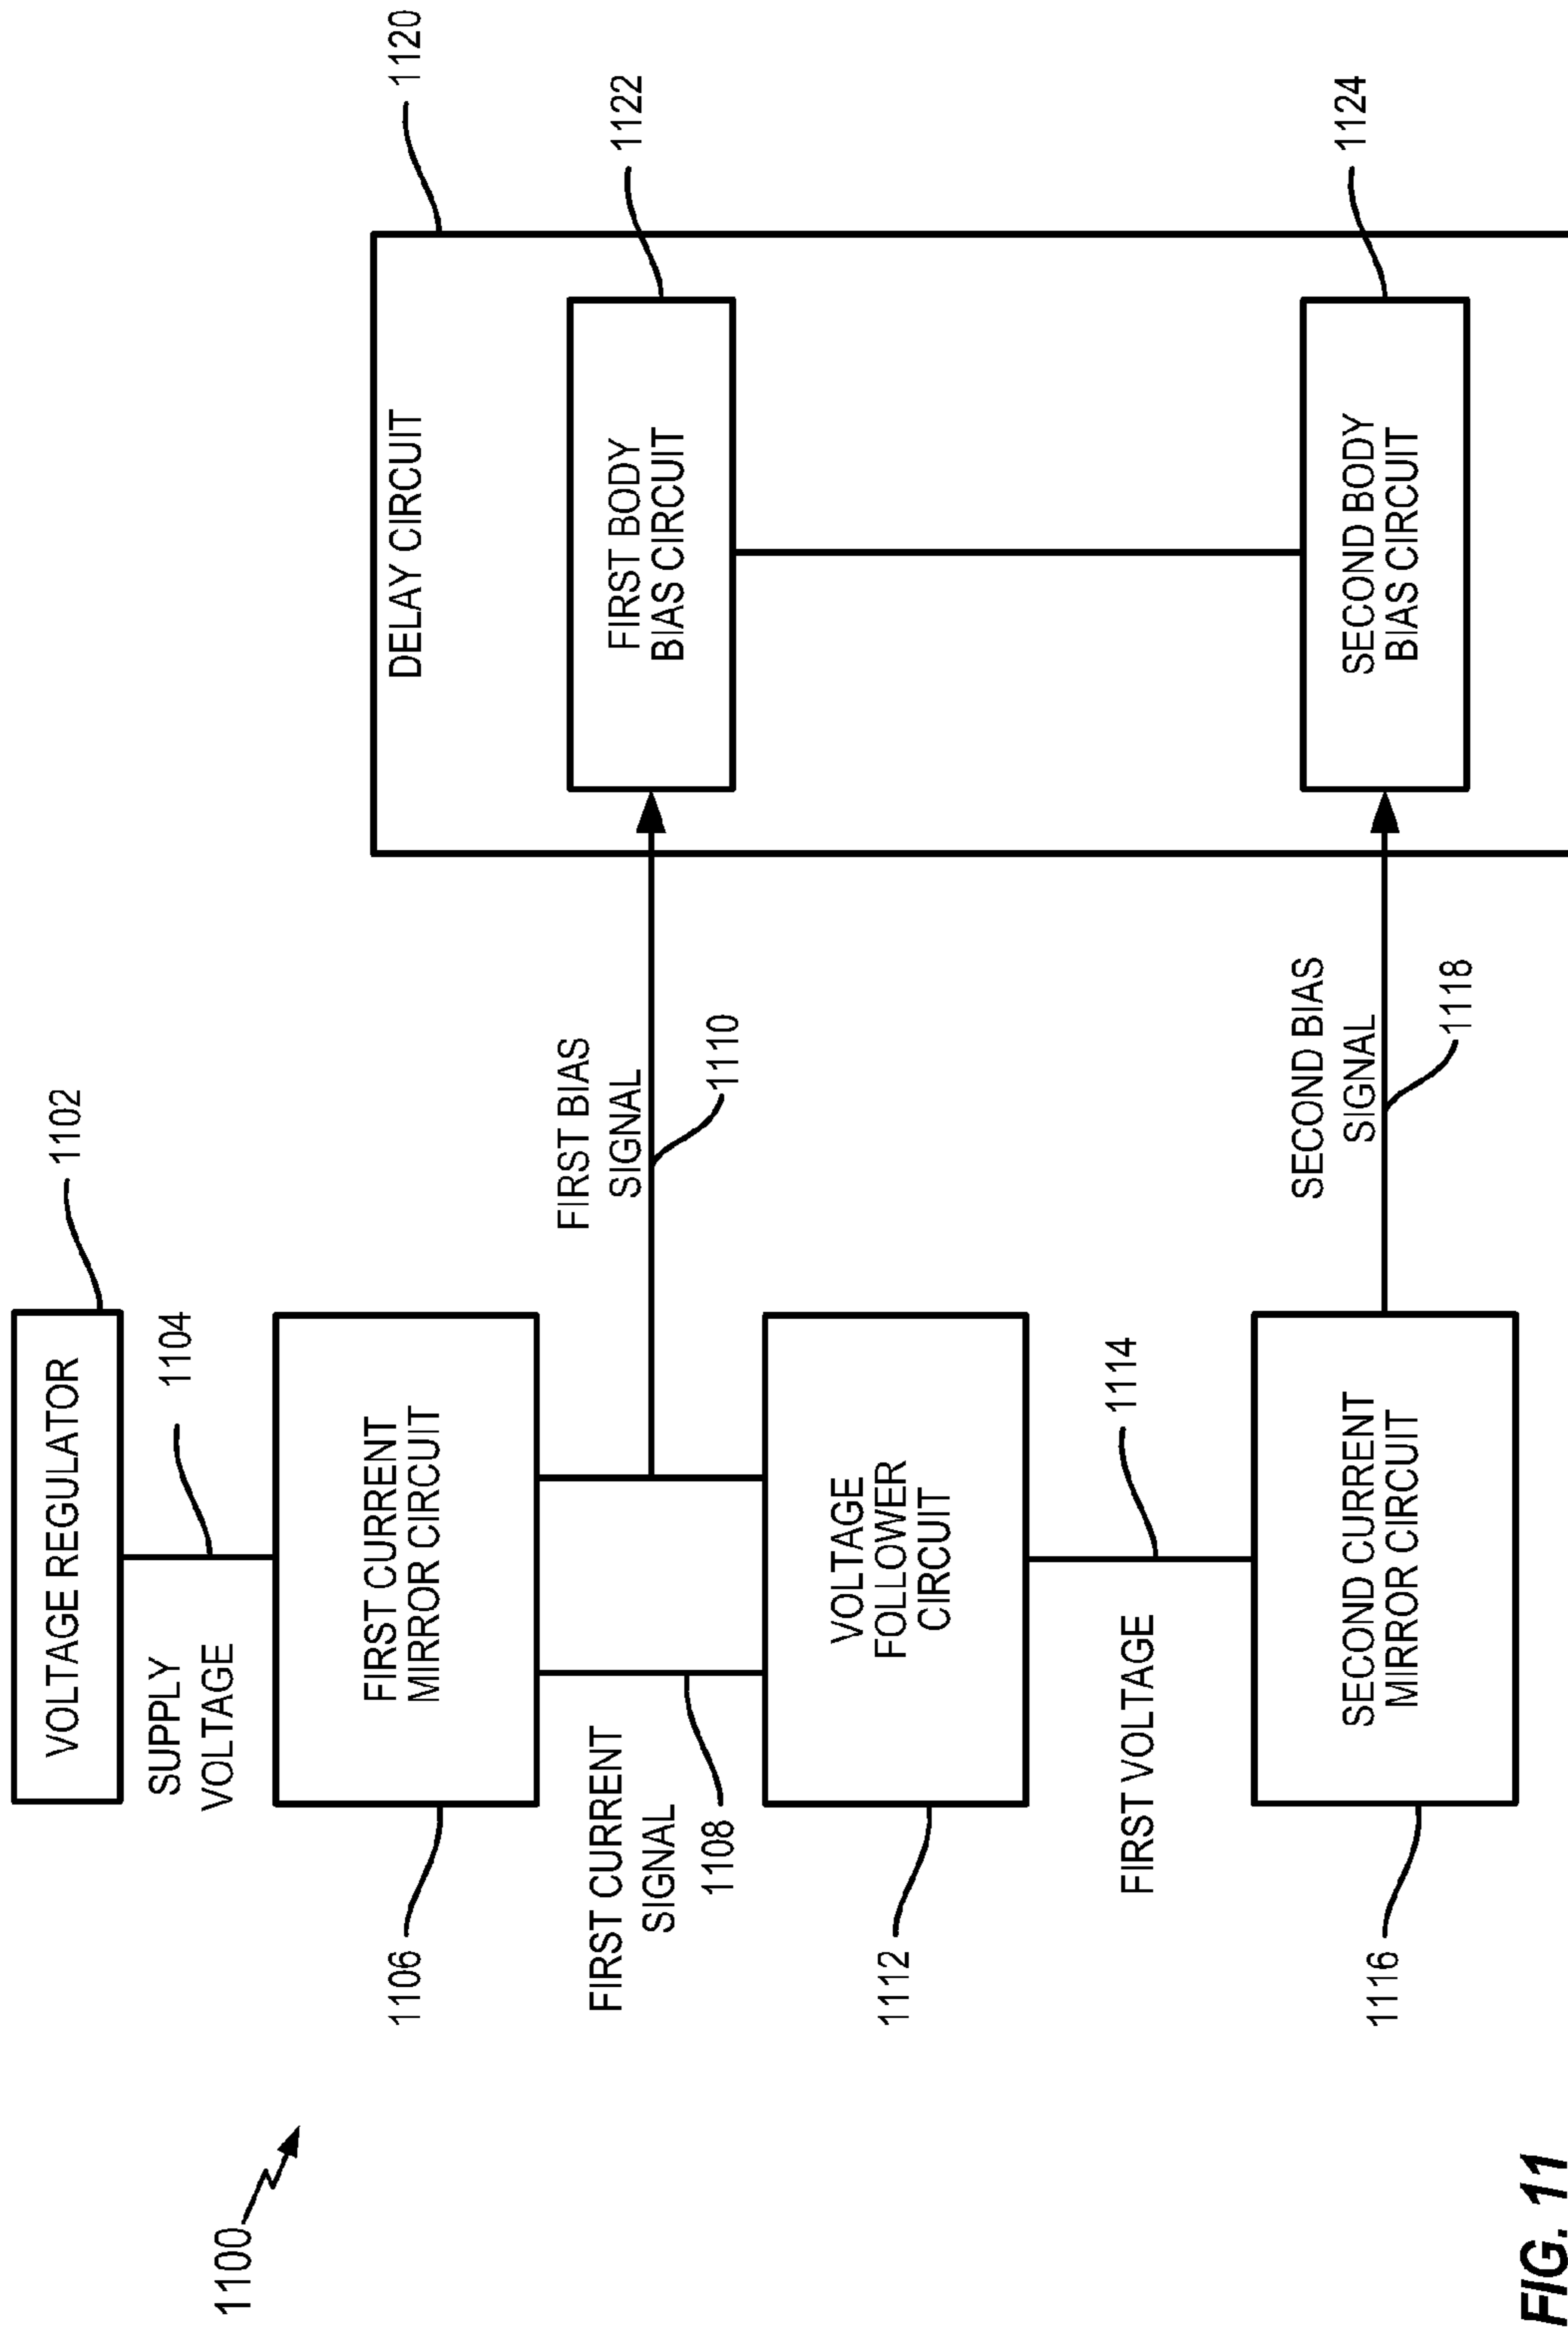 1100
VOLTAGE REGULATOR
1102
SUPPLY
VOLTAGE
1104
1120
DELAY CIRCUIT
1106
FIRST CURRENT
MIRROR CIRCUIT
FIRST BIAS
SIGNAL
1110
FIRST BODY
BIAS CIRCUIT
1122
FIRST CURRENT
SIGNAL
1108
1112
VOLTAGE
FOLLOWER
CIRCUIT
FIRST VOLTAGE
1114
1116
SECOND CURRENT
MIRROR CIRCUIT
SECOND BIAS
SIGNAL
1118
SECOND BODY
BIAS CIRCUIT
1124
FIG. 11